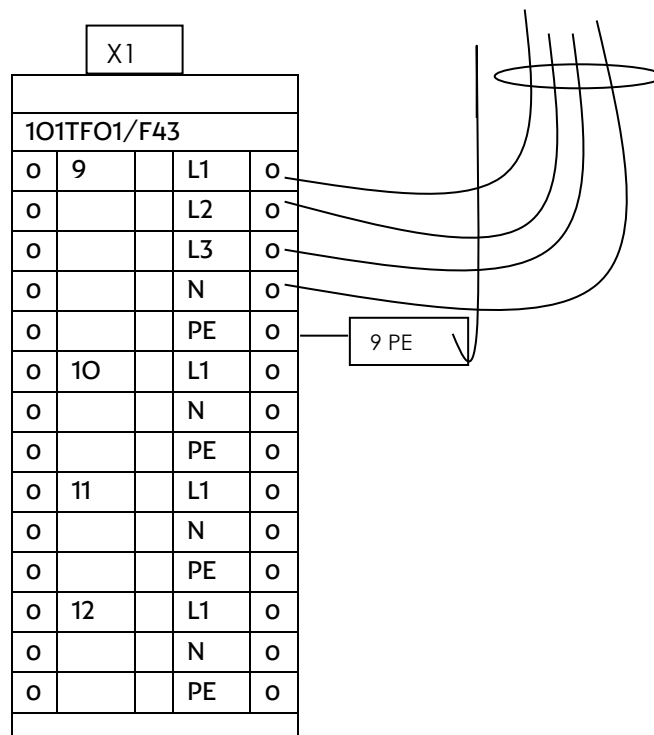 X1
101TF01/F43
o 9 L1 o
o L2 o
o L3 o
o N o
o PE o
9 PE
o 10 L1 o
o N o
o PE o
o 11 L1 o
o N o
o PE o
o 12 L1 o
o N o
o PE o